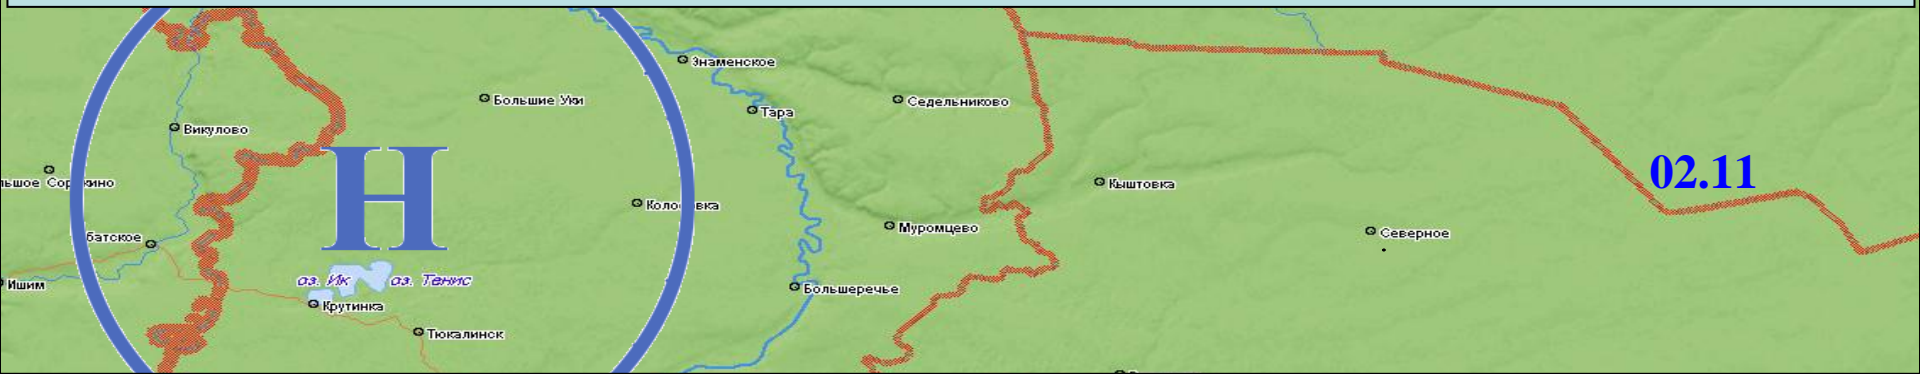 Знаменское
Большие Уки
Седельниково
Тара
Викулово
02.11
Н
Кыштовка
Колосовка
Муромцево
Северное
оз. Ик
оз. Тенис
Ишим
Большеречье
Крутинка
Тюкалинск